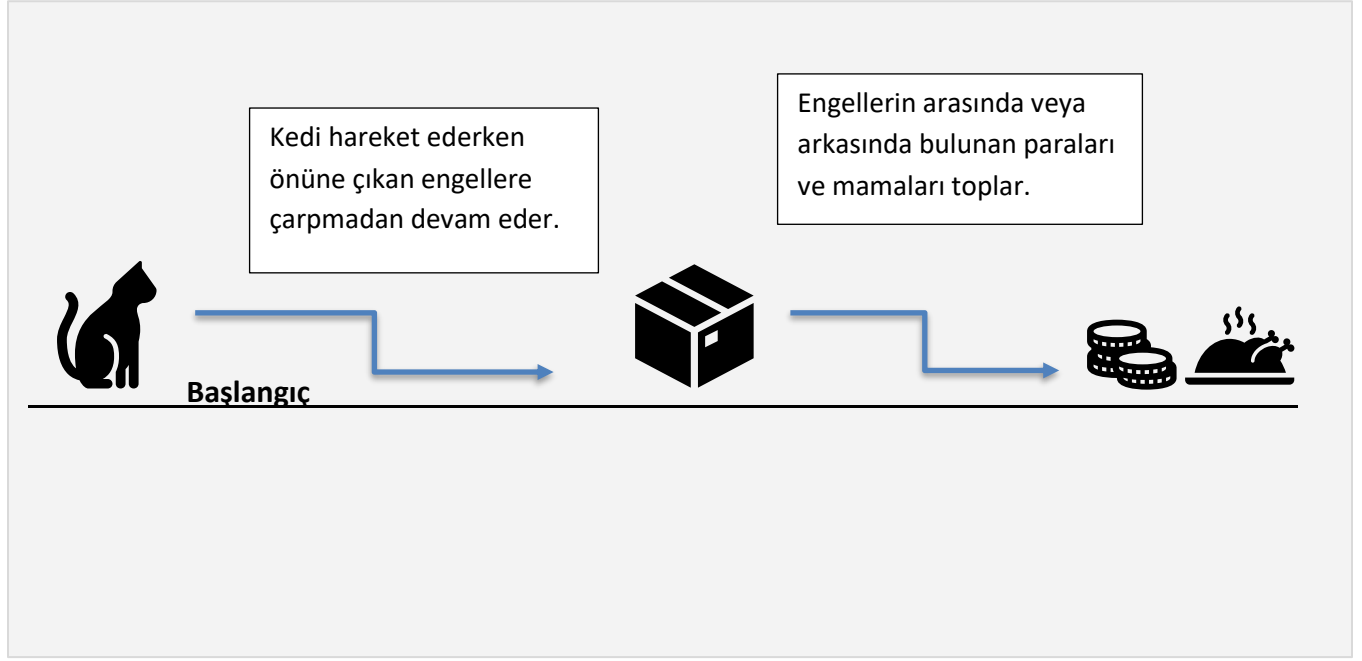 Kedi hareket ederken
önüne çıkan engellere
çarpmadan devam eder.
Engellerin arasında veya
arkasında bulunan paraları
ve mamaları toplar.
Başlangıç